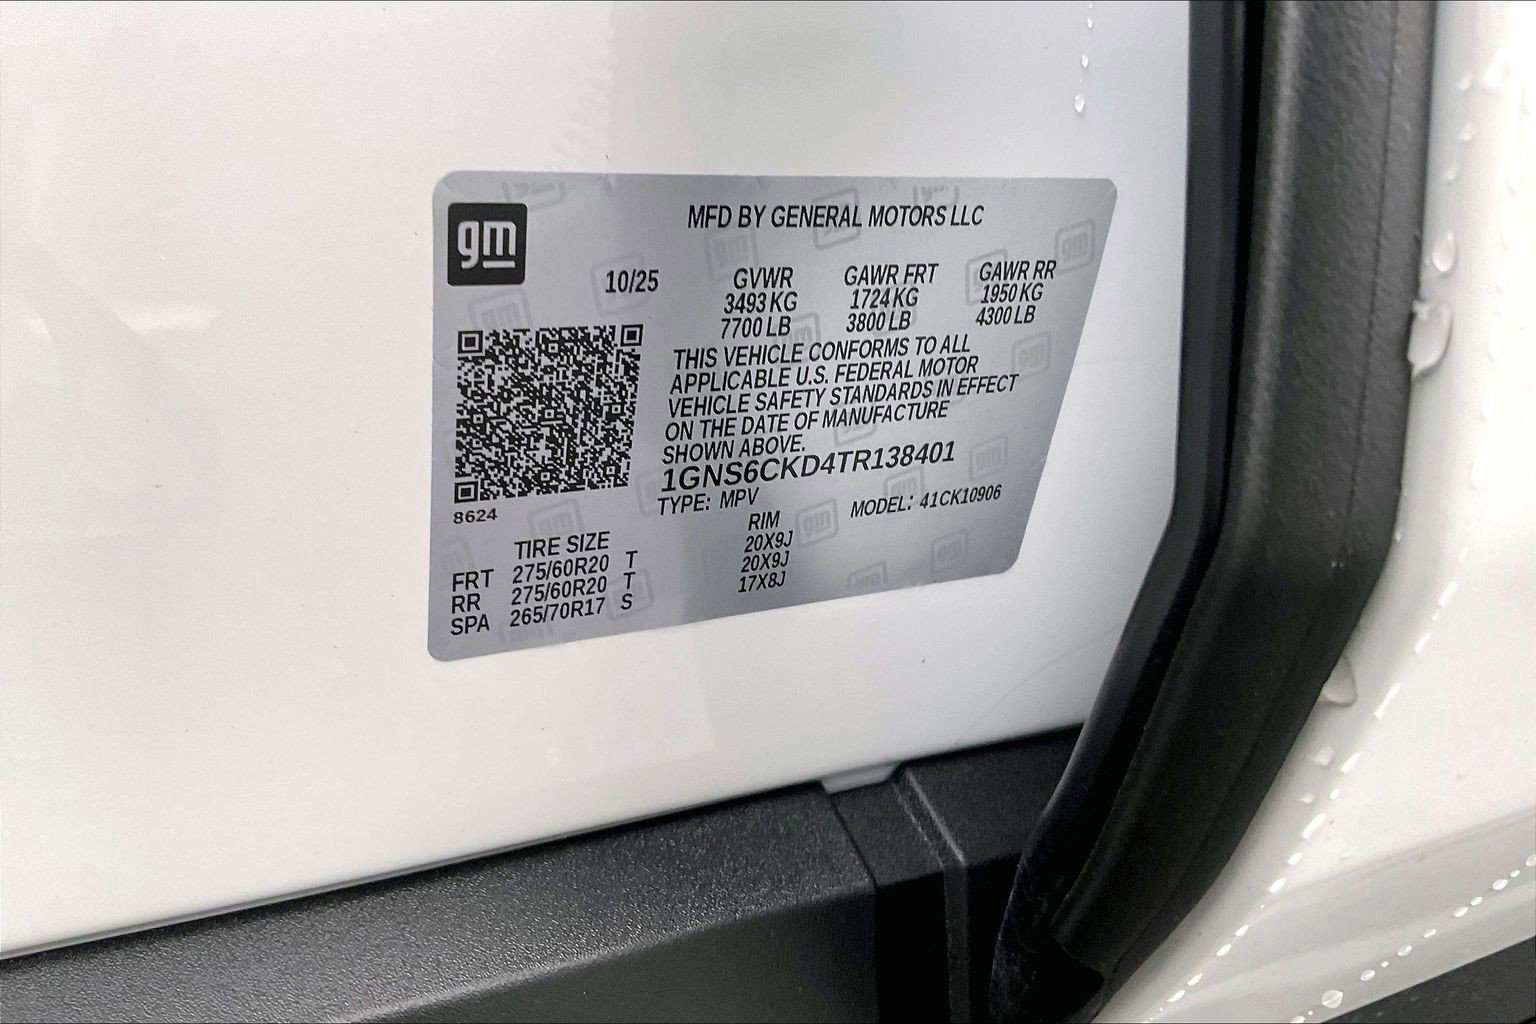 gm
MFD BY GENERAL MOTORS LLC
10/25
GVWR GAWR FRT GAWR RR
3493 KG 1724 KG 1950 KG
7700 LB 3800 LB 4300 LB
THIS VEHICLE CONFORMS TO ALL
APPLICABLE U.S. FEDERAL MOTOR
VEHICLE SAFETY STANDARDS IN EFFECT
ON THE DATE OF MANUFACTURE
SHOWN ABOVE.
1GNS6CKD4TR138401
TYPE: MPV MODEL: 41CK10906
8624
TIRE SIZE RIM
FRT 275/60R20 T 20X9J
RR 275/60R20 T 20X9J
SPA 265/70R17 S 17X8J